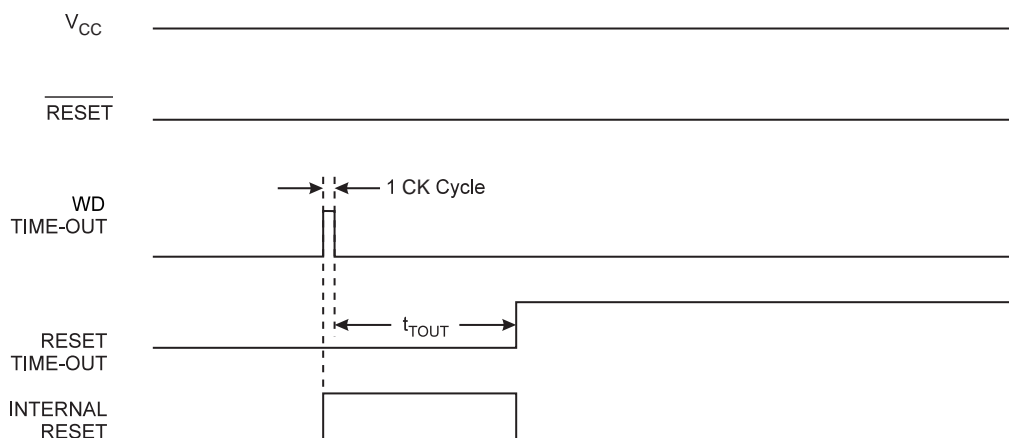 VCC
RESET
1 CK Cycle
WD
TIME-OUT
tTOUT
RESET
TIME-OUT
INTERNAL
RESET